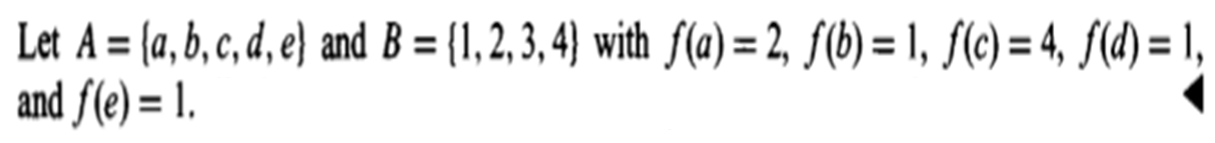 Let A = {a, b, c, d, e} and B = {1, 2, 3, 4} with f(a) = 2, f(b) = 1, f(c) = 4, f(d) = 1,
and f(e) = 1.